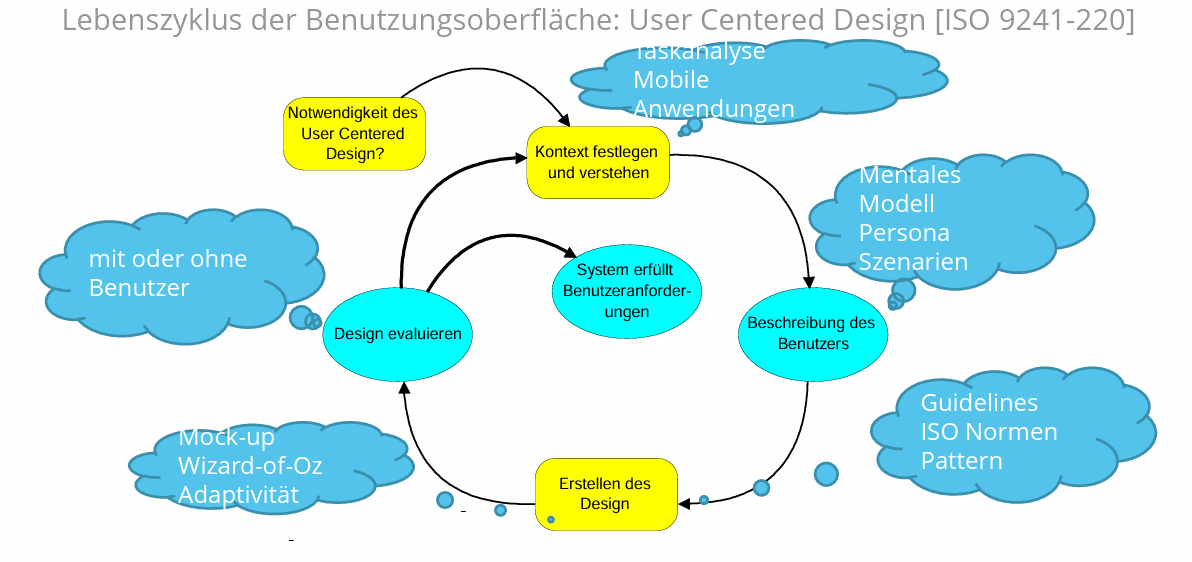 Lebenszyklus der Benutzungsoberfläche: User Centered Design [ISO 9241-220]
Taskanalyse
Mobile
Anwendungen
Notwendigkeit des
User Centered
Design?
Kontext festlegen
und verstehen
Mentales
Modell
Persona
Szenarien
mit oder ohne
Benutzer
System erfüllt
Benutzeranforder-
ungen
Design evaluieren
Beschreibung des
Benutzers
Guidelines
ISO Normen
Pattern
Mock-up
Wizard-of-Oz
Adaptivität
Erstellen des
Design